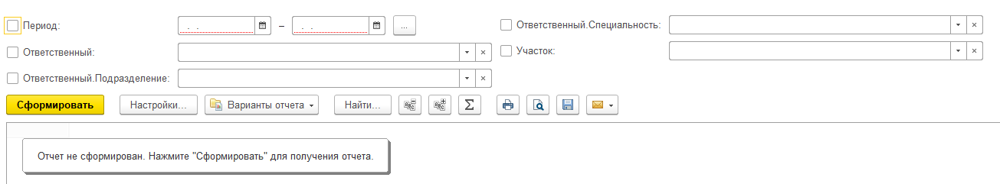 Период: . . – . . ... Ответственный.Специальность:
Ответственный: Участок:
Ответственный.Подразделение:
Сформировать Настройки... Варианты отчета Найти...
Отчет не сформирован. Нажмите "Сформировать" для получения отчета.